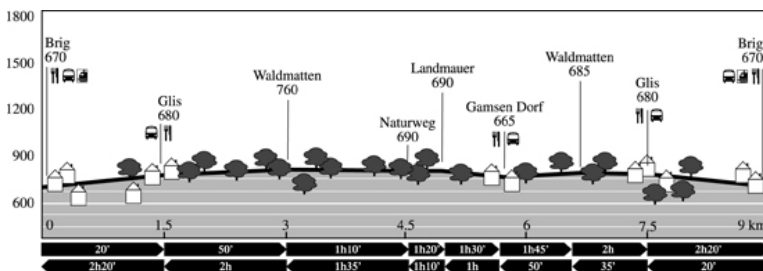 1800
1500
1200
900
600
Brig
670
Glis
680
Waldmatten
760
Naturweg
690
Landmauer
690
Gamsen Dorf
665
Waldmatten
685
Glis
680
Brig
670
0 1,5 3 4,5 6 7,5 9 km
20' 50' 1h10' 1h20' 1h30' 1h45' 2h 2h20'
2h20' 2h 1h35' 1h10' 1h 50' 35' 20'